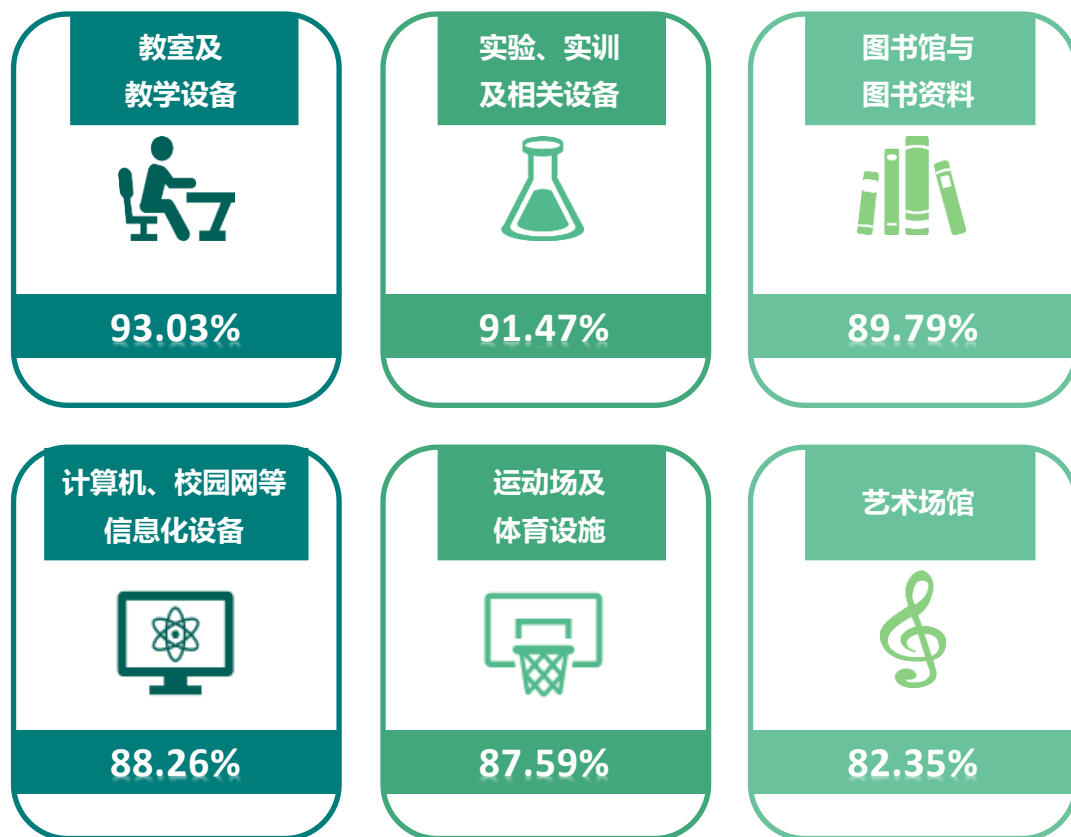 教室及
教学设备
93.03%
实验、实训
及相关设备
91.47%
图书馆与
图书资料
89.79%
计算机、校园网等
信息化设备
88.26%
运动场及
体育设施
87.59%
艺术场馆
82.35%